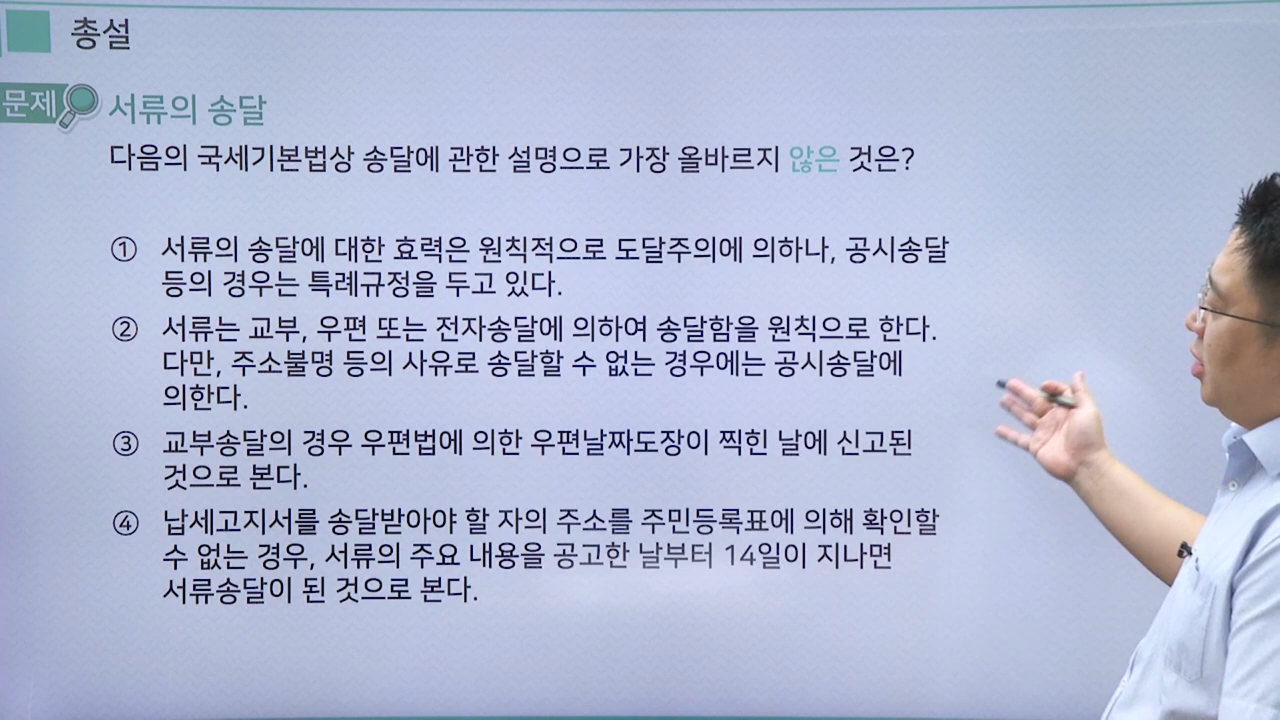 총설
문제 서류의 송달
다음의 국세기본법상 송달에 관한 설명으로 가장 올바르지 않은 것은?
① 서류의 송달에 대한 효력은 원칙적으로 도달주의에 의하나, 공시송달
등의 경우는 특례규정을 두고 있다.
② 서류는 교부, 우편 또는 전자송달에 의하여 송달함을 원칙으로 한다.
다만, 주소불명 등의 사유로 송달할 수 없는 경우에는 공시송달에
의한다.
③ 교부송달의 경우 우편법에 의한 우편날짜도장이 찍힌 날에 신고된
것으로 본다.
④ 납세고지서를 송달받아야 할 자의 주소를 주민등록표에 의해 확인할
수 없는 경우, 서류의 주요 내용을 공고한 날부터 14일이 지나면
서류송달이 된 것으로 본다.